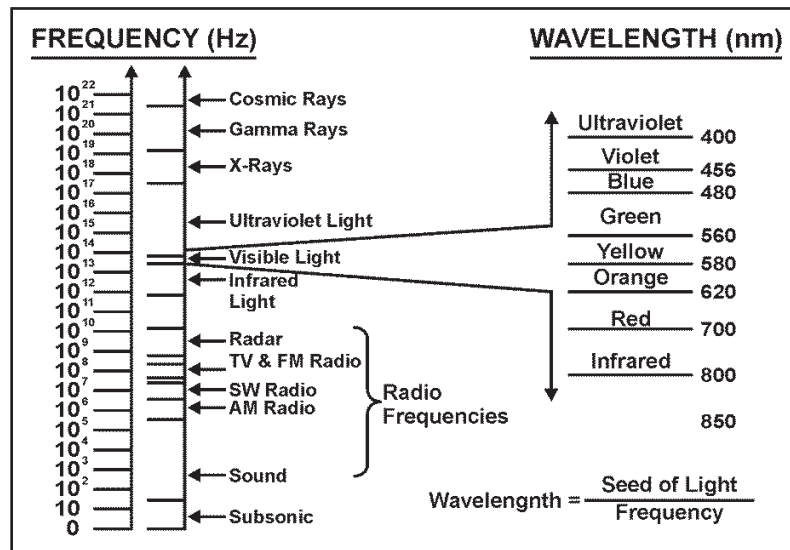 FREQUENCY (Hz)
10²²
10²¹
10²⁰
10¹⁹
10¹⁸
10¹⁷
10¹⁶
10¹⁵
10¹⁴
10¹³
10¹²
10¹¹
10¹⁰
10⁹
10⁸
10⁷
10⁶
10⁵
10⁴
10³
10²
10
0
Cosmic Rays
Gamma Rays
X-Rays
Ultraviolet Light
Visible Light
Infrared
Light
Radar
TV & FM Radio
SW Radio
AM Radio
Sound
Subsonic
Radio
Frequencies
WAVELENGTH (nm)
Ultraviolet 400
Violet 456
Blue 480
Green 560
Yellow 580
Orange 620
Red 700
Infrared 800
850
Wavelengnth = Seed of Light
Frequency